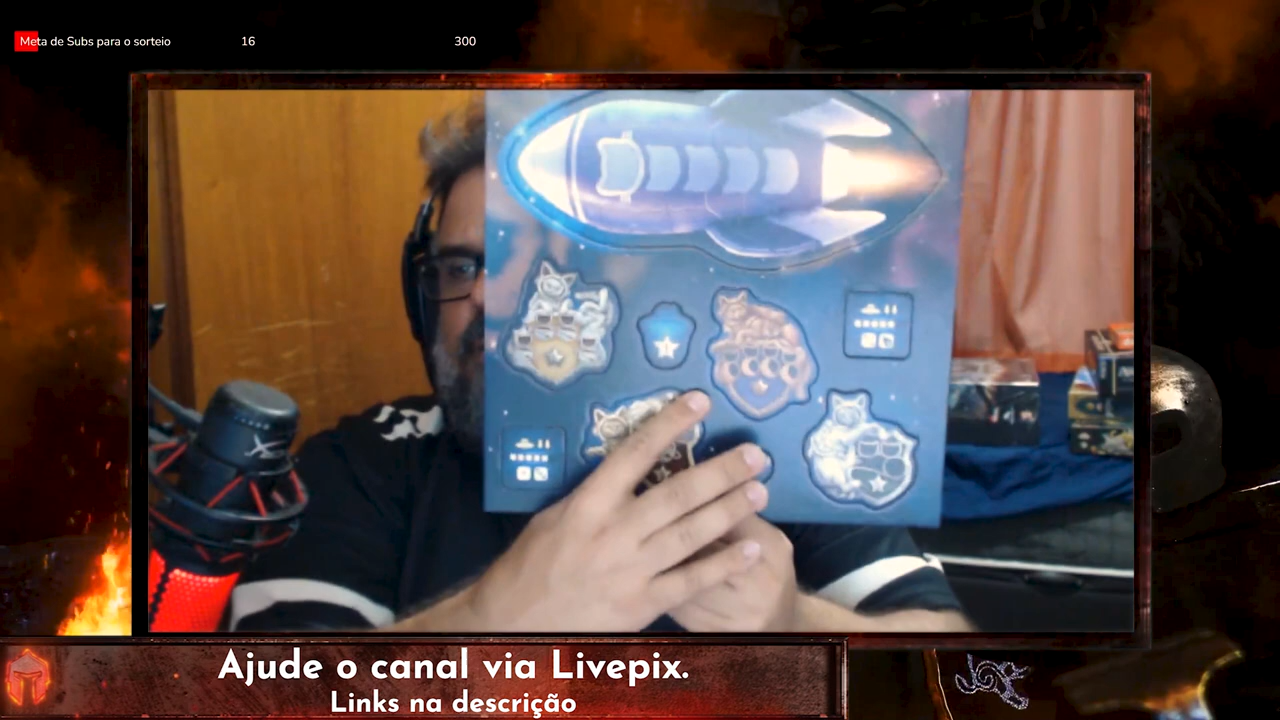 Meta de Subs para o sorteio 16 300
Ajude o canal via Livepix.
Links na descrição